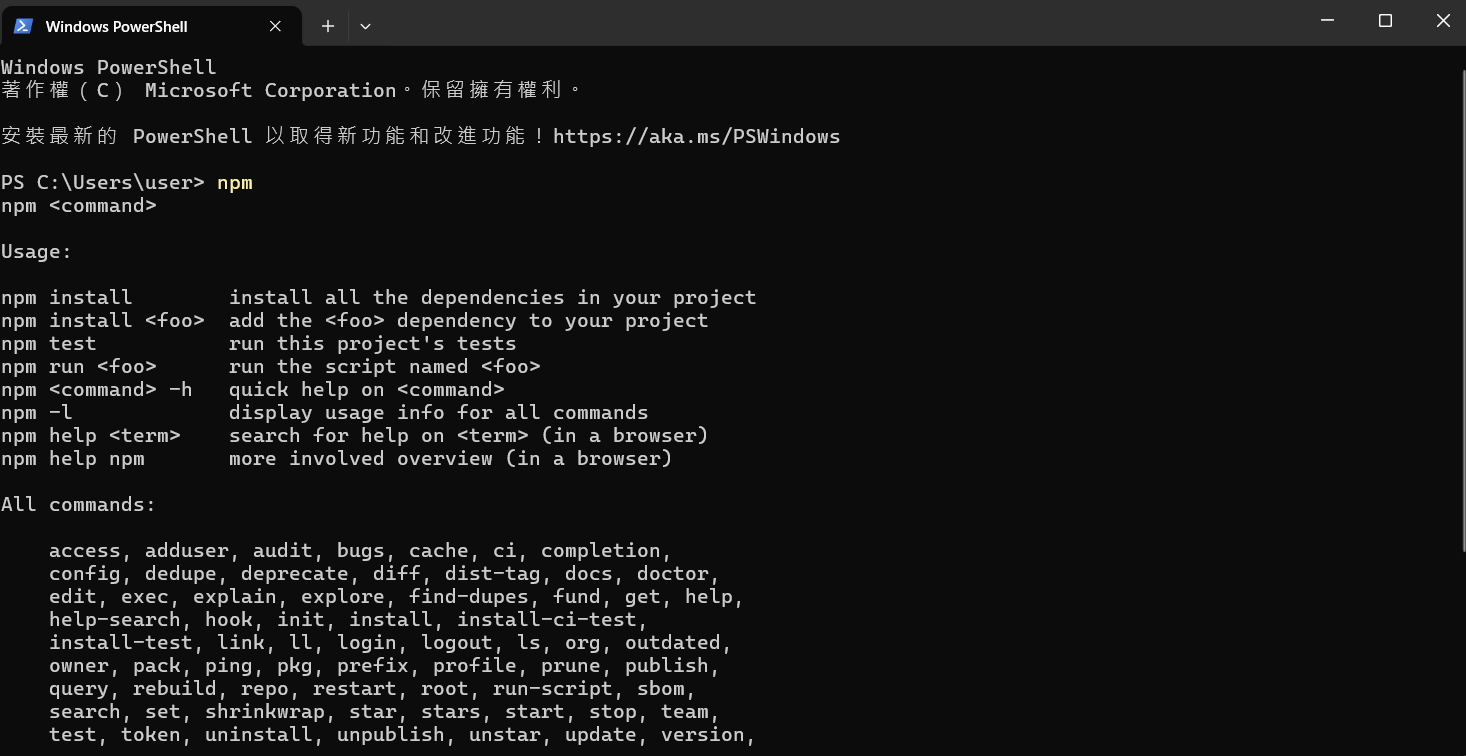 Windows PowerShell
Windows PowerShell
著作權（C） Microsoft Corporation。保留擁有權利。
安裝最新的 PowerShell 以取得新功能和改進功能！https://aka.ms/PSWindows
PS C:\Users\user> npm
npm <command>
Usage:
npm install        install all the dependencies in your project
npm install <foo>  add the <foo> dependency to your project
npm test           run this project's tests
npm run <foo>      run the script named <foo>
npm <command> -h   quick help on <command>
npm -l             display usage info for all commands
npm help <term>    search for help on <term> (in a browser)
npm help npm       more involved overview (in a browser)
All commands:
access, adduser, audit, bugs, cache, ci, completion,
config, dedupe, deprecate, diff, dist-tag, docs, doctor,
edit, exec, explain, explore, find-dupes, fund, get, help,
help-search, hook, init, install, install-ci-test,
install-test, link, ll, login, logout, ls, org, outdated,
owner, pack, ping, pkg, prefix, profile, prune, publish,
query, rebuild, repo, restart, root, run-script, sbom,
search, set, shrinkwrap, star, stars, start, stop, team,
test, token, uninstall, unpublish, unstar, update, version,